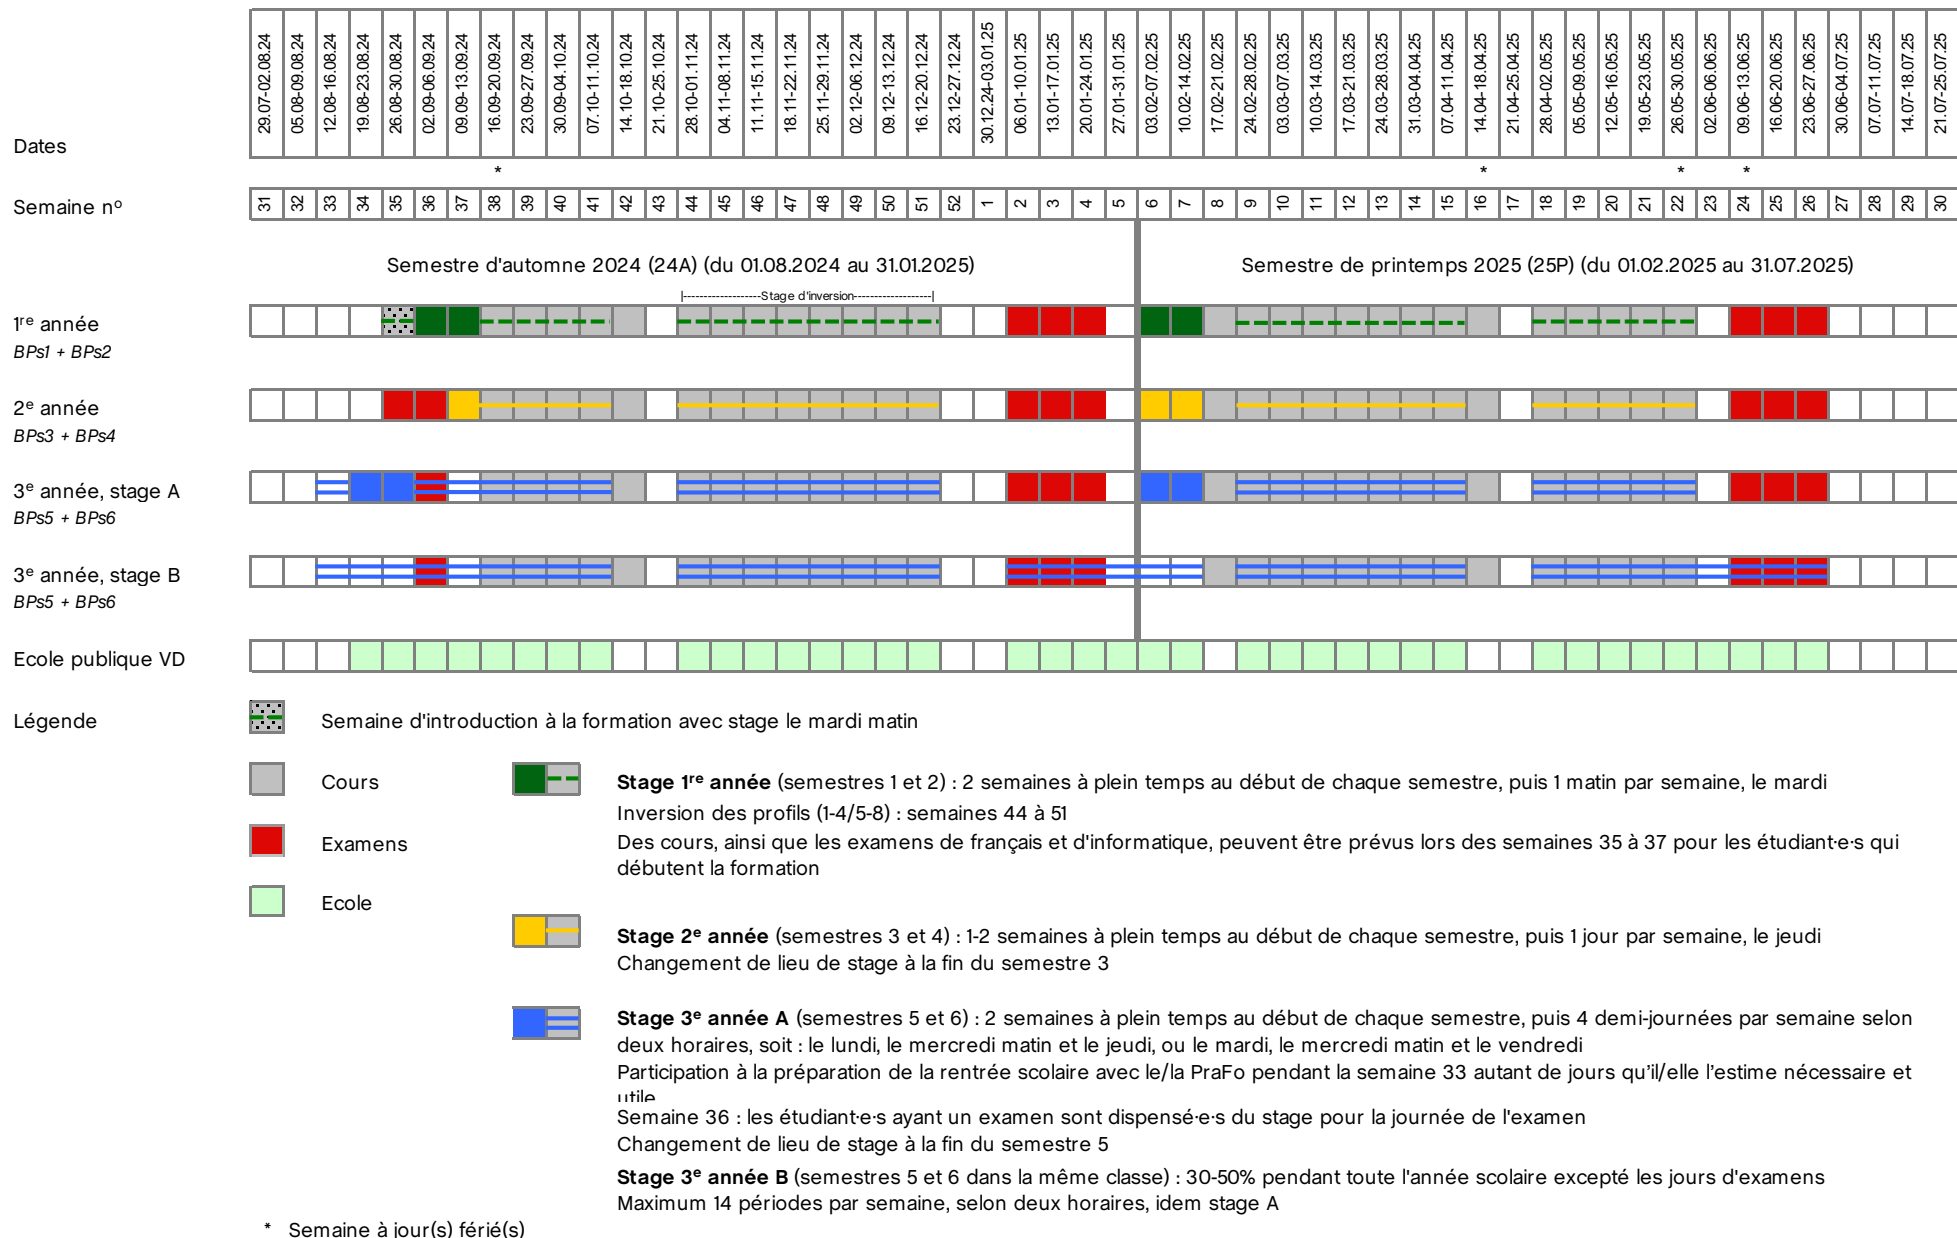 29.07-02.08.24 05.08-09.08.24 12.08-16.08.24 19.08-23.08.24 26.08-30.08.24 02.09-06.09.24 09.09-13.09.24 16.09-20.09.24 23.09-27.09.24 30.09-04.10.24 07.10-11.10.24 14.10-18.10.24 21.10-25.10.24 28.10-01.11.24 04.11-08.11.24 11.11-15.11.24 18.11-22.11.24 25.11-29.11.24 02.12-06.12.24 09.12-13.12.24 16.12-20.12.24 23.12-27.12.24 30.12.24-03.01.25 06.01-10.01.25 13.01-17.01.25 20.01-24.01.25 27.01-31.01.25 03.02-07.02.25 10.02-14.02.25 17.02-21.02.25 24.02-28.02.25 03.03-07.03.25 10.03-14.03.25 17.03-21.03.25 24.03-28.03.25 31.03-04.04.25 07.04-11.04.25 14.04-18.04.25 21.04-25.04.25 28.04-02.05.25 05.05-09.05.25 12.05-16.05.25 19.05-23.05.25 26.05-30.05.25 02.06-06.06.25 09.06-13.06.25 16.06-20.06.25 23.06-27.06.25 30.06-04.07.25 07.07-11.07.25 14.07-18.07.25 21.07-25.07.25
Dates
* * * *
Semaine nº 31 32 33 34 35 36 37 38 39 40 41 42 43 44 45 46 47 48 49 50 51 52 1 2 3 4 5 6 7 8 9 10 11 12 13 14 15 16 17 18 19 20 21 22 23 24 25 26 27 28 29 30
Semestre d'automne 2024 (24A) (du 01.08.2024 au 31.01.2025) Semestre de printemps 2025 (25P) (du 01.02.2025 au 31.07.2025)
|-------------------Stage d'inversion-------------------|
1re année
BPs1 + BPs2
2e année
BPs3 + BPs4
3e année, stage A
BPs5 + BPs6
3e année, stage B
BPs5 + BPs6
Ecole publique VD
Légende Semaine d'introduction à la formation avec stage le mardi matin
Cours Stage 1re année (semestres 1 et 2) : 2 semaines à plein temps au début de chaque semestre, puis 1 matin par semaine, le mardi
Inversion des profils (1-4/5-8) : semaines 44 à 51
Examens Des cours, ainsi que les examens de français et d'informatique, peuvent être prévus lors des semaines 35 à 37 pour les étudiant·e·s qui
débutent la formation
Ecole
Stage 2e année (semestres 3 et 4) : 1-2 semaines à plein temps au début de chaque semestre, puis 1 jour par semaine, le jeudi
Changement de lieu de stage à la fin du semestre 3
Stage 3e année A (semestres 5 et 6) : 2 semaines à plein temps au début de chaque semestre, puis 4 demi-journées par semaine selon
deux horaires, soit : le lundi, le mercredi matin et le jeudi, ou le mardi, le mercredi matin et le vendredi
Participation à la préparation de la rentrée scolaire avec le/la PraFo pendant la semaine 33 autant de jours qu'il/elle l'estime nécessaire et
utile
Semaine 36 : les étudiant·e·s ayant un examen sont dispensé·e·s du stage pour la journée de l'examen
Changement de lieu de stage à la fin du semestre 5
Stage 3e année B (semestres 5 et 6 dans la même classe) : 30-50% pendant toute l'année scolaire excepté les jours d'examens
Maximum 14 périodes par semaine, selon deux horaires, idem stage A
* Semaine à jour(s) férié(s)